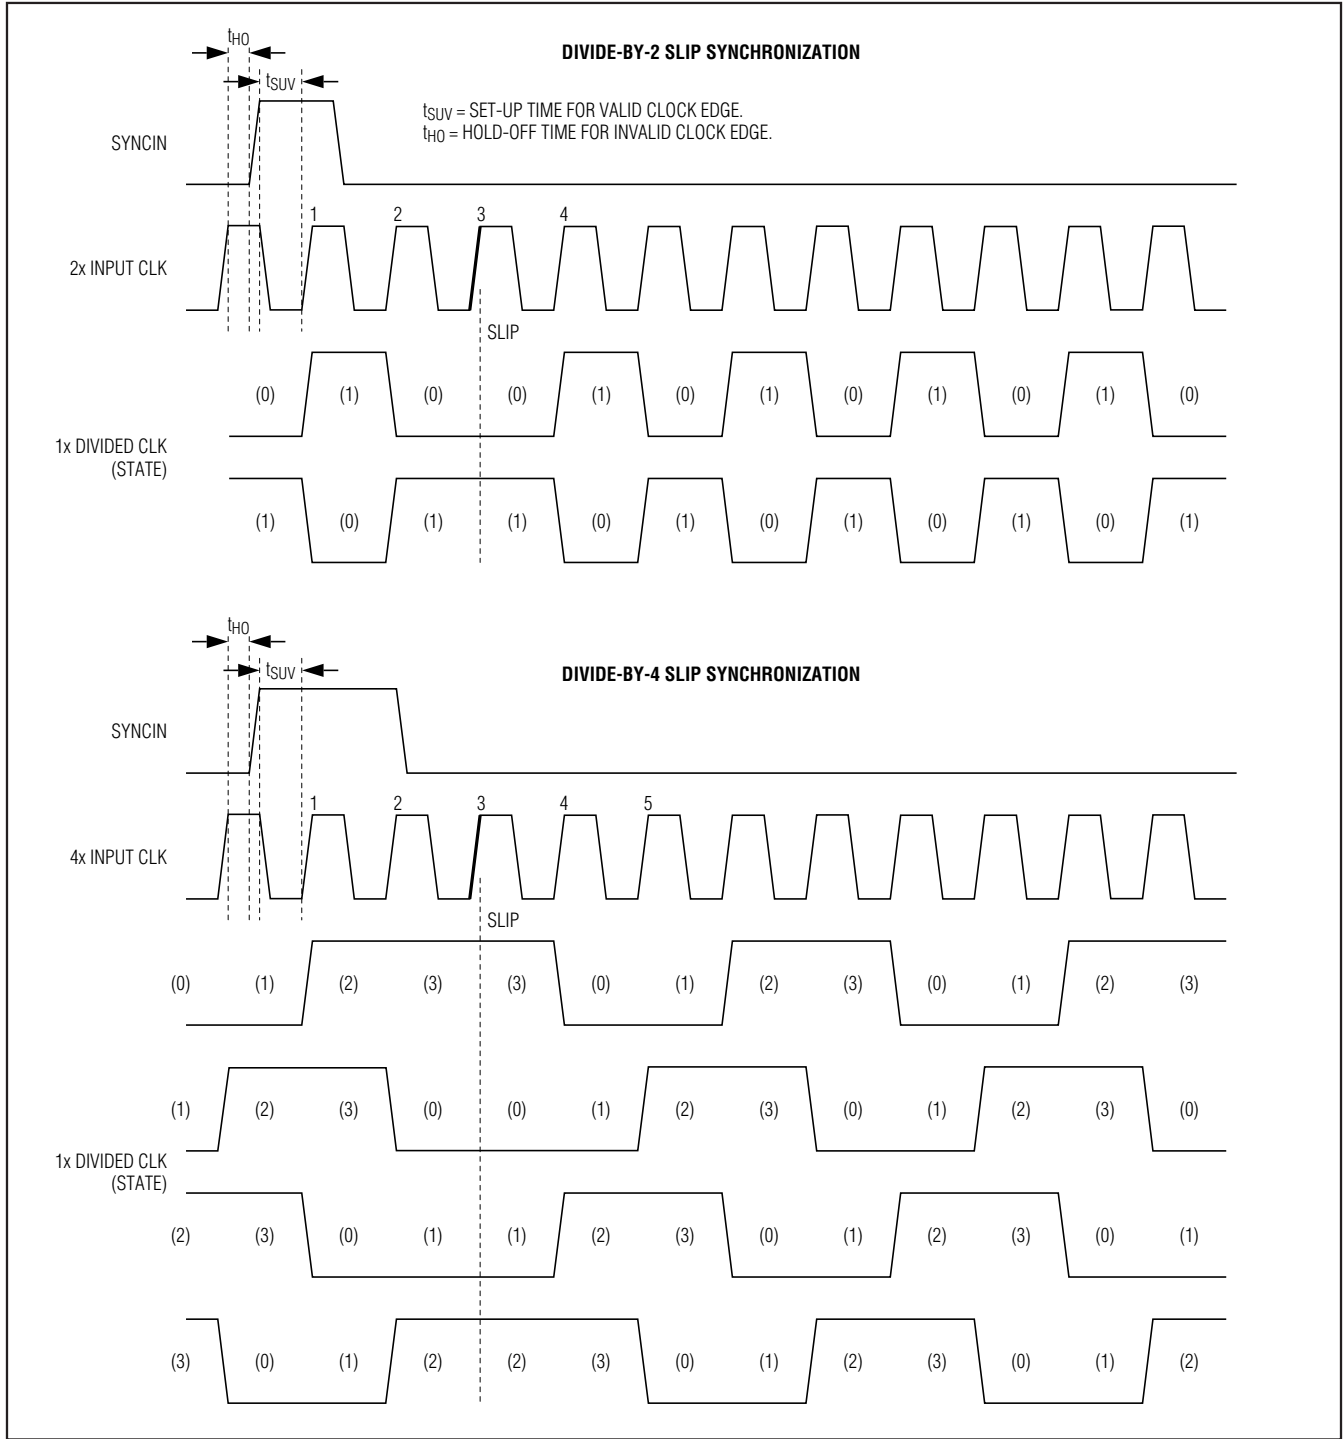 tHO
DIVIDE-BY-2 SLIP SYNCHRONIZATION
tSUV
tSUV = SET-UP TIME FOR VALID CLOCK EDGE.
tHO = HOLD-OFF TIME FOR INVALID CLOCK EDGE.
SYNCIN
1 2 3 4
2x INPUT CLK
SLIP
(0) (1) (0) (0) (1) (0) (1) (0) (1) (0) (1) (0)
1x DIVIDED CLK
(STATE)
(1) (0) (1) (1) (0) (1) (0) (1) (0) (1) (0) (1)
tHO
tSUV
DIVIDE-BY-4 SLIP SYNCHRONIZATION
SYNCIN
1 2 3 4 5
4x INPUT CLK
SLIP
(0) (1) (2) (3) (3) (0) (1) (2) (3) (0) (1) (2) (3)
(1) (2) (3) (0) (0) (1) (2) (3) (0) (1) (2) (3) (0)
1x DIVIDED CLK
(STATE)
(2) (3) (0) (1) (1) (2) (3) (0) (1) (2) (3) (0) (1)
(3) (0) (1) (2) (2) (3) (0) (1) (2) (3) (0) (1) (2)